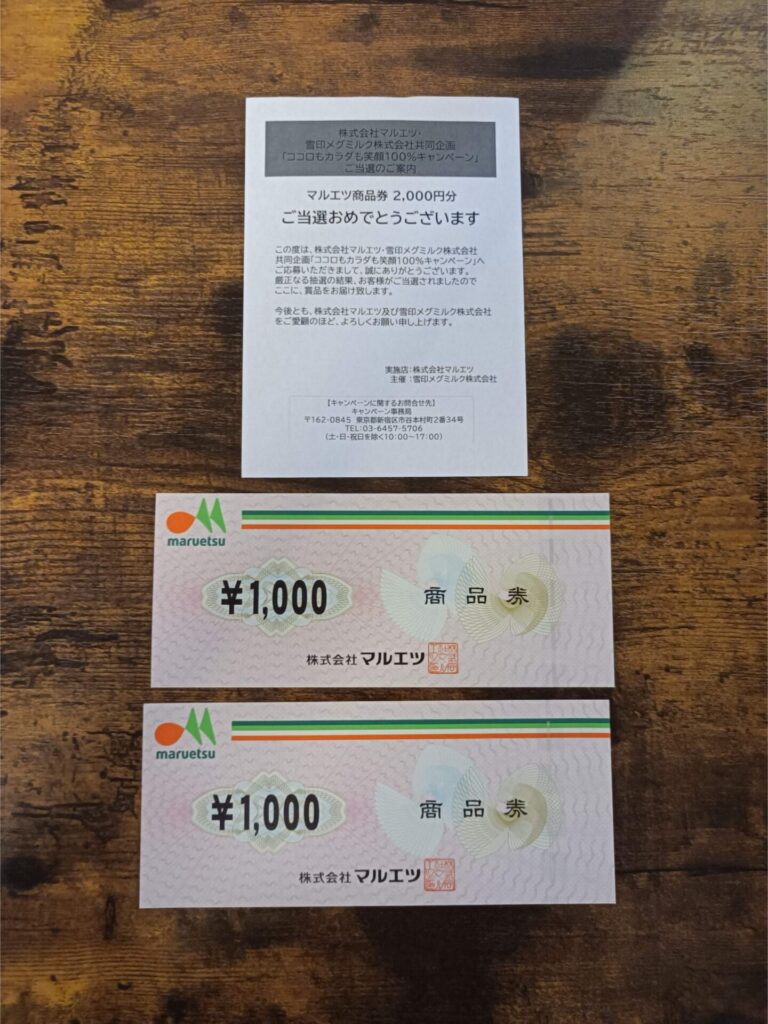 株式会社マルエツ・
雪印メグミルク株式会社共同企画
「ココロもカラダも笑顔100%キャンペーン」
ご当選のご案内
マルエツ商品券 2,000円分
ご当選おめでとうございます
この度は、株式会社マルエツ・雪印メグミルク株式会社
共同企画「ココロもカラダも笑顔100%キャンペーン」へ
ご応募いただきまして、誠にありがとうございます。
厳正なる抽選の結果、お客様がご当選されましたので
ここに、賞品をお届け致します。
今後とも、株式会社マルエツ及び雪印メグミルク株式会社
をご愛顧のほど、よろしくお願い申し上げます。
実施店：株式会社マルエツ
主催 ：雪印メグミルク株式会社
【キャンペーンに関するお問合せ先】
キャンペーン事務局
〒162-0845 東京都新宿区市谷本村町2番34号
TEL：03-6457-5706
(土・日・祝日を除く10:00～17:00)
maruetsu
¥1,000
商品券
株式会社 マルエツ
maruetsu
¥1,000
商品券
株式会社 マルエツ